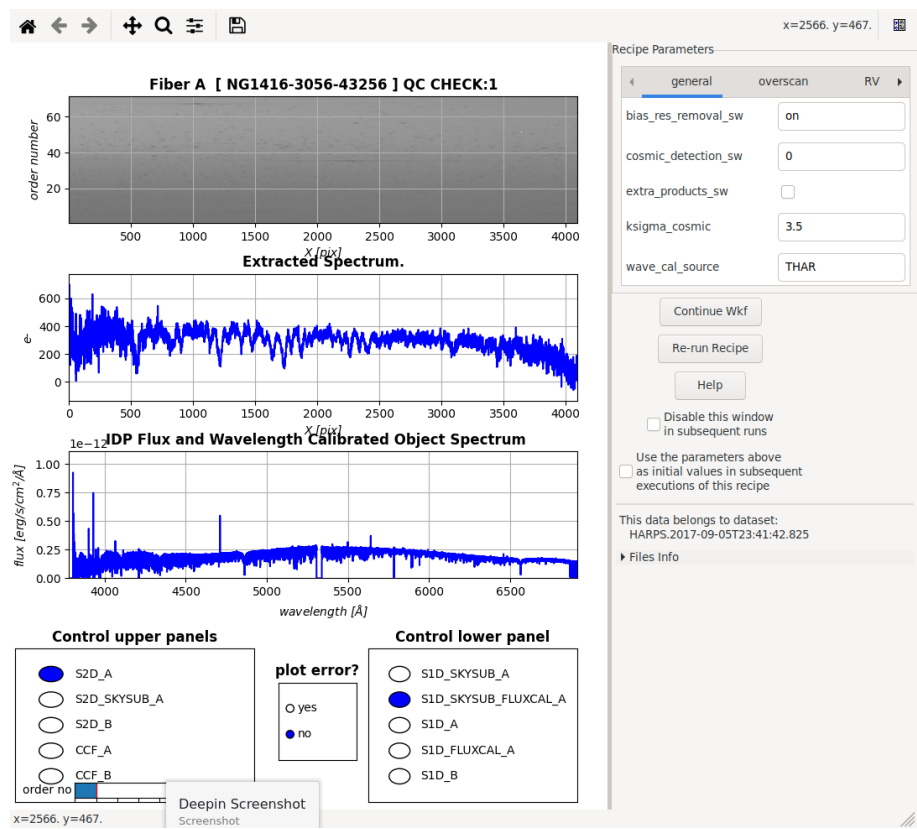 x=2566. y=467.
Recipe Parameters
Fiber A [ NG1416-3056-43256 ] QC CHECK:1
order number
60
40
20
500 1000 1500 2000 2500 3000 3500 4000
X [pix]
Extracted Spectrum.
e-
600
400
200
0
0 500 1000 1500 2000 2500 3000 3500 4000
X [pix]
1e-12
IDP Flux and Wavelength Calibrated Object Spectrum
flux [erg/s/cm²/Å]
1.00
0.75
0.50
0.25
0.00
4000 4500 5000 5500 6000 6500
wavelength [Å]
Control upper panels
S2D_A
S2D_SKYSUB_A
S2D_B
CCF_A
CCF_B
order no
plot error?
yes
no
Control lower panel
S1D_SKYSUB_A
S1D_SKYSUB_FLUXCAL_A
S1D_A
S1D_FLUXCAL_A
S1D_B
Deepin Screenshot
Screenshot
x=2566. y=467.
general overscan RV
bias_res_removal_sw on
cosmic_detection_sw 0
extra_products_sw
ksigma_cosmic 3.5
wave_cal_source THAR
Continue Wkf
Re-run Recipe
Help
Disable this window
in subsequent runs
Use the parameters above
as initial values in subsequent
executions of this recipe
This data belongs to dataset:
HARPS.2017-09-05T23:41:42.825
Files Info